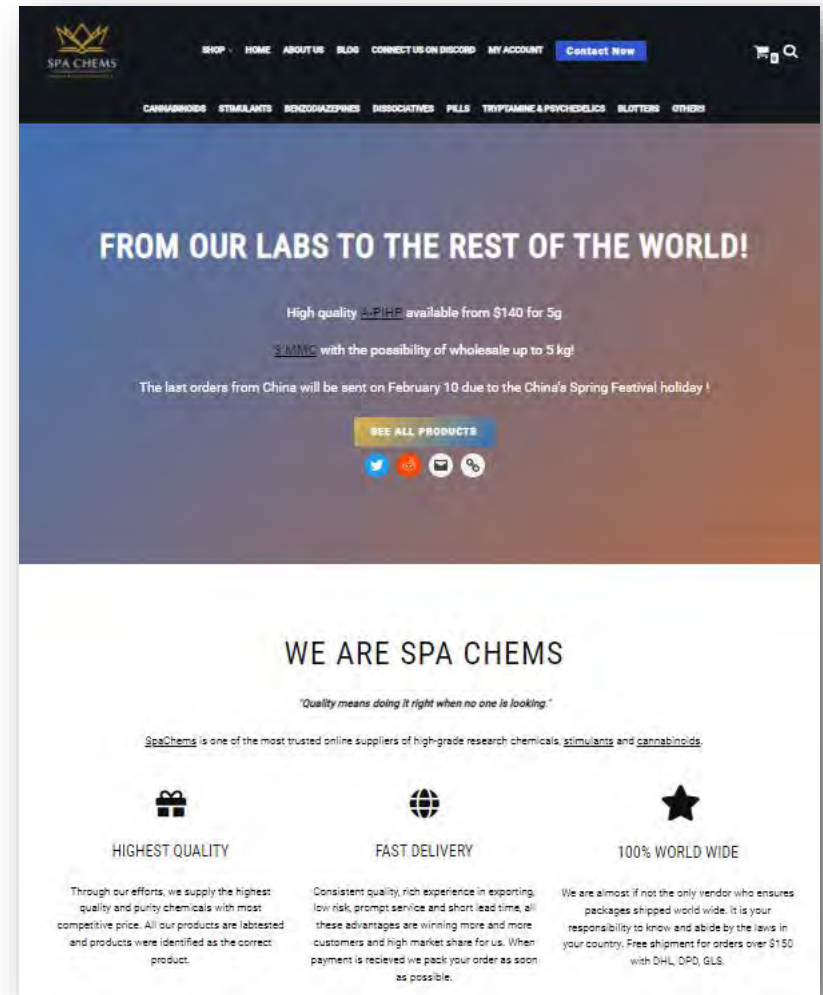 SPA CHEMS
SHOP HOME ABOUT US BLOG CONNECT US ON DISCORD MY ACCOUNT Contact Now
0
CANNABINOIDS STIMULANTS BENZODIAZEPINES DISSOCIATIVES PILLS TRYPTAMINE & PSYCHEDELICS BLOTTERS OTHERS
FROM OUR LABS TO THE REST OF THE WORLD!
High quality A-PIHP available from $140 for 5g
3 MMC with the possibility of wholesale up to 5 kg!
The last orders from China will be sent on February 10 due to the China's Spring Festival holiday !
SEE ALL PRODUCTS
WE ARE SPA CHEMS
"Quality means doing it right when no one is looking."
SpaChems is one of the most trusted online suppliers of high-grade research chemicals, stimulants and cannabinoids.
HIGHEST QUALITY
Through our efforts, we supply the highest
quality and purity chemicals with most
competitive price. All our products are labtested
and products were identified as the correct
product.
FAST DELIVERY
Consistent quality, rich experience in exporting,
low risk, prompt service and short lead time, all
these advantages are winning more and more
customers and high market share for us. When
payment is recieved we pack your order as soon
as possible.
100% WORLD WIDE
We are almost if not the only vendor who ensures
packages shipped world wide. It is your
responsibility to know and abide by the laws in
your country. Free shipment for orders over $150
with DHL, DPD, GLS.